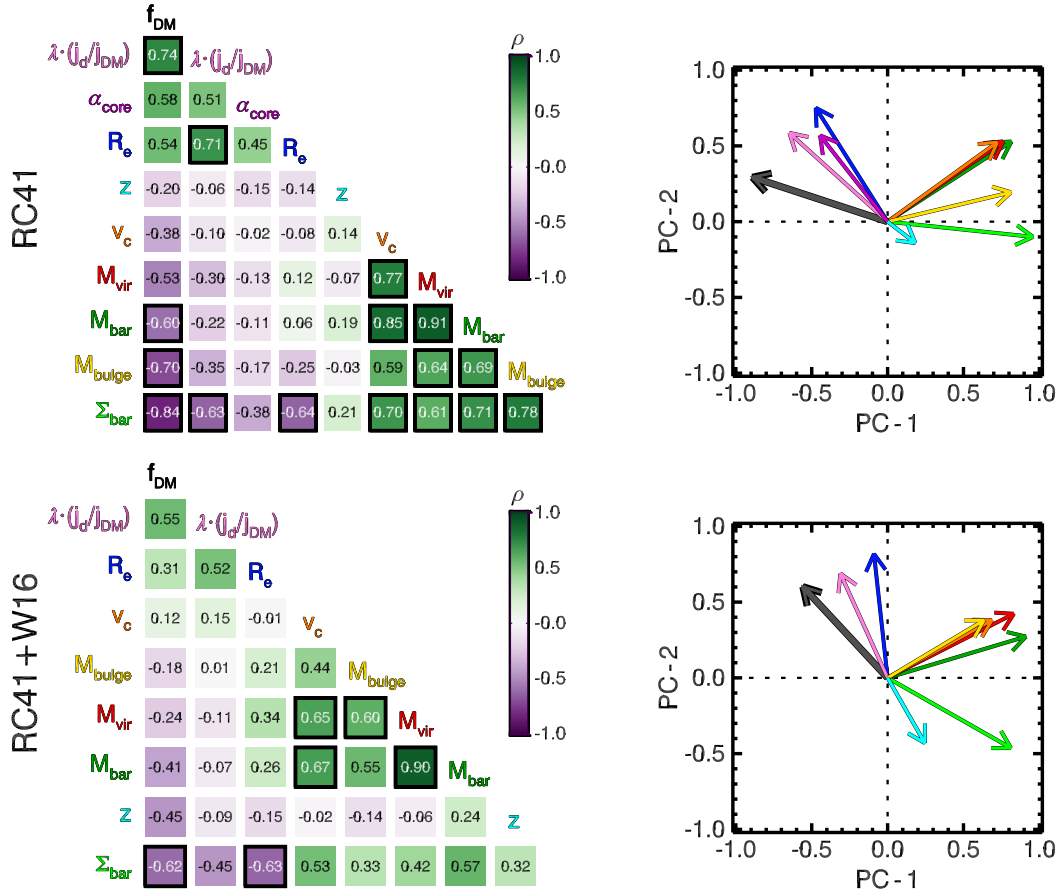 f_DM
λ·(j_d/j_DM) 0.74 λ·(j_d/j_DM)
α_core 0.58 0.51 α_core
R_e 0.54 0.71 0.45 R_e
z -0.20 -0.06 -0.15 -0.14 z
v_c -0.38 -0.10 -0.02 -0.08 0.14 v_c
M_vir -0.53 -0.30 -0.13 0.12 -0.07 0.77 M_vir
M_bar -0.60 -0.22 -0.11 0.06 0.19 0.85 0.91 M_bar
M_bulge -0.70 -0.35 -0.17 -0.25 -0.03 0.59 0.64 0.69 M_bulge
Σ_bar -0.84 -0.63 -0.38 -0.64 0.21 0.70 0.61 0.71 0.78
RC41
ρ
1.0
0.5
-0.0
-0.5
-1.0
PC-2
1.0
0.5
0.0
-0.5
-1.0
-1.0 -0.5 0.0 0.5 1.0
PC-1
f_DM
λ·(j_d/j_DM) 0.55 λ·(j_d/j_DM)
R_e 0.31 0.52 R_e
v_c 0.12 0.15 -0.01 v_c
M_bulge -0.18 0.01 0.21 0.44 M_bulge
M_vir -0.24 -0.11 0.34 0.65 0.60 M_vir
M_bar -0.41 -0.07 0.26 0.67 0.55 0.90 M_bar
z -0.45 -0.09 -0.15 -0.02 -0.14 -0.06 0.24 z
Σ_bar -0.62 -0.45 -0.63 0.53 0.33 0.42 0.57 0.32
RC41+W16
ρ
1.0
0.5
-0.0
-0.5
-1.0
PC-2
1.0
0.5
0.0
-0.5
-1.0
-1.0 -0.5 0.0 0.5 1.0
PC-1